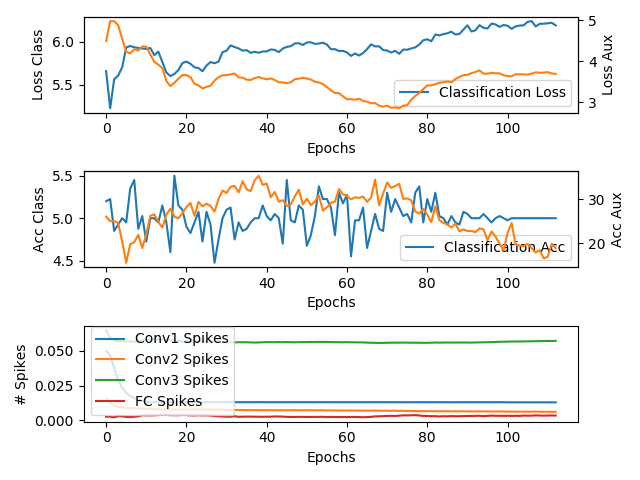 6.0
5.5
Loss Class
5
4
3
Loss Aux
Classification Loss
0 20 40 60 80 100
Epochs
5.5
5.0
4.5
Acc Class
30
20
Acc Aux
Classification Acc
0 20 40 60 80 100
Epochs
0.050
0.025
0.000
# Spikes
Conv1 Spikes
Conv2 Spikes
Conv3 Spikes
FC Spikes
0 20 40 60 80 100
Epochs